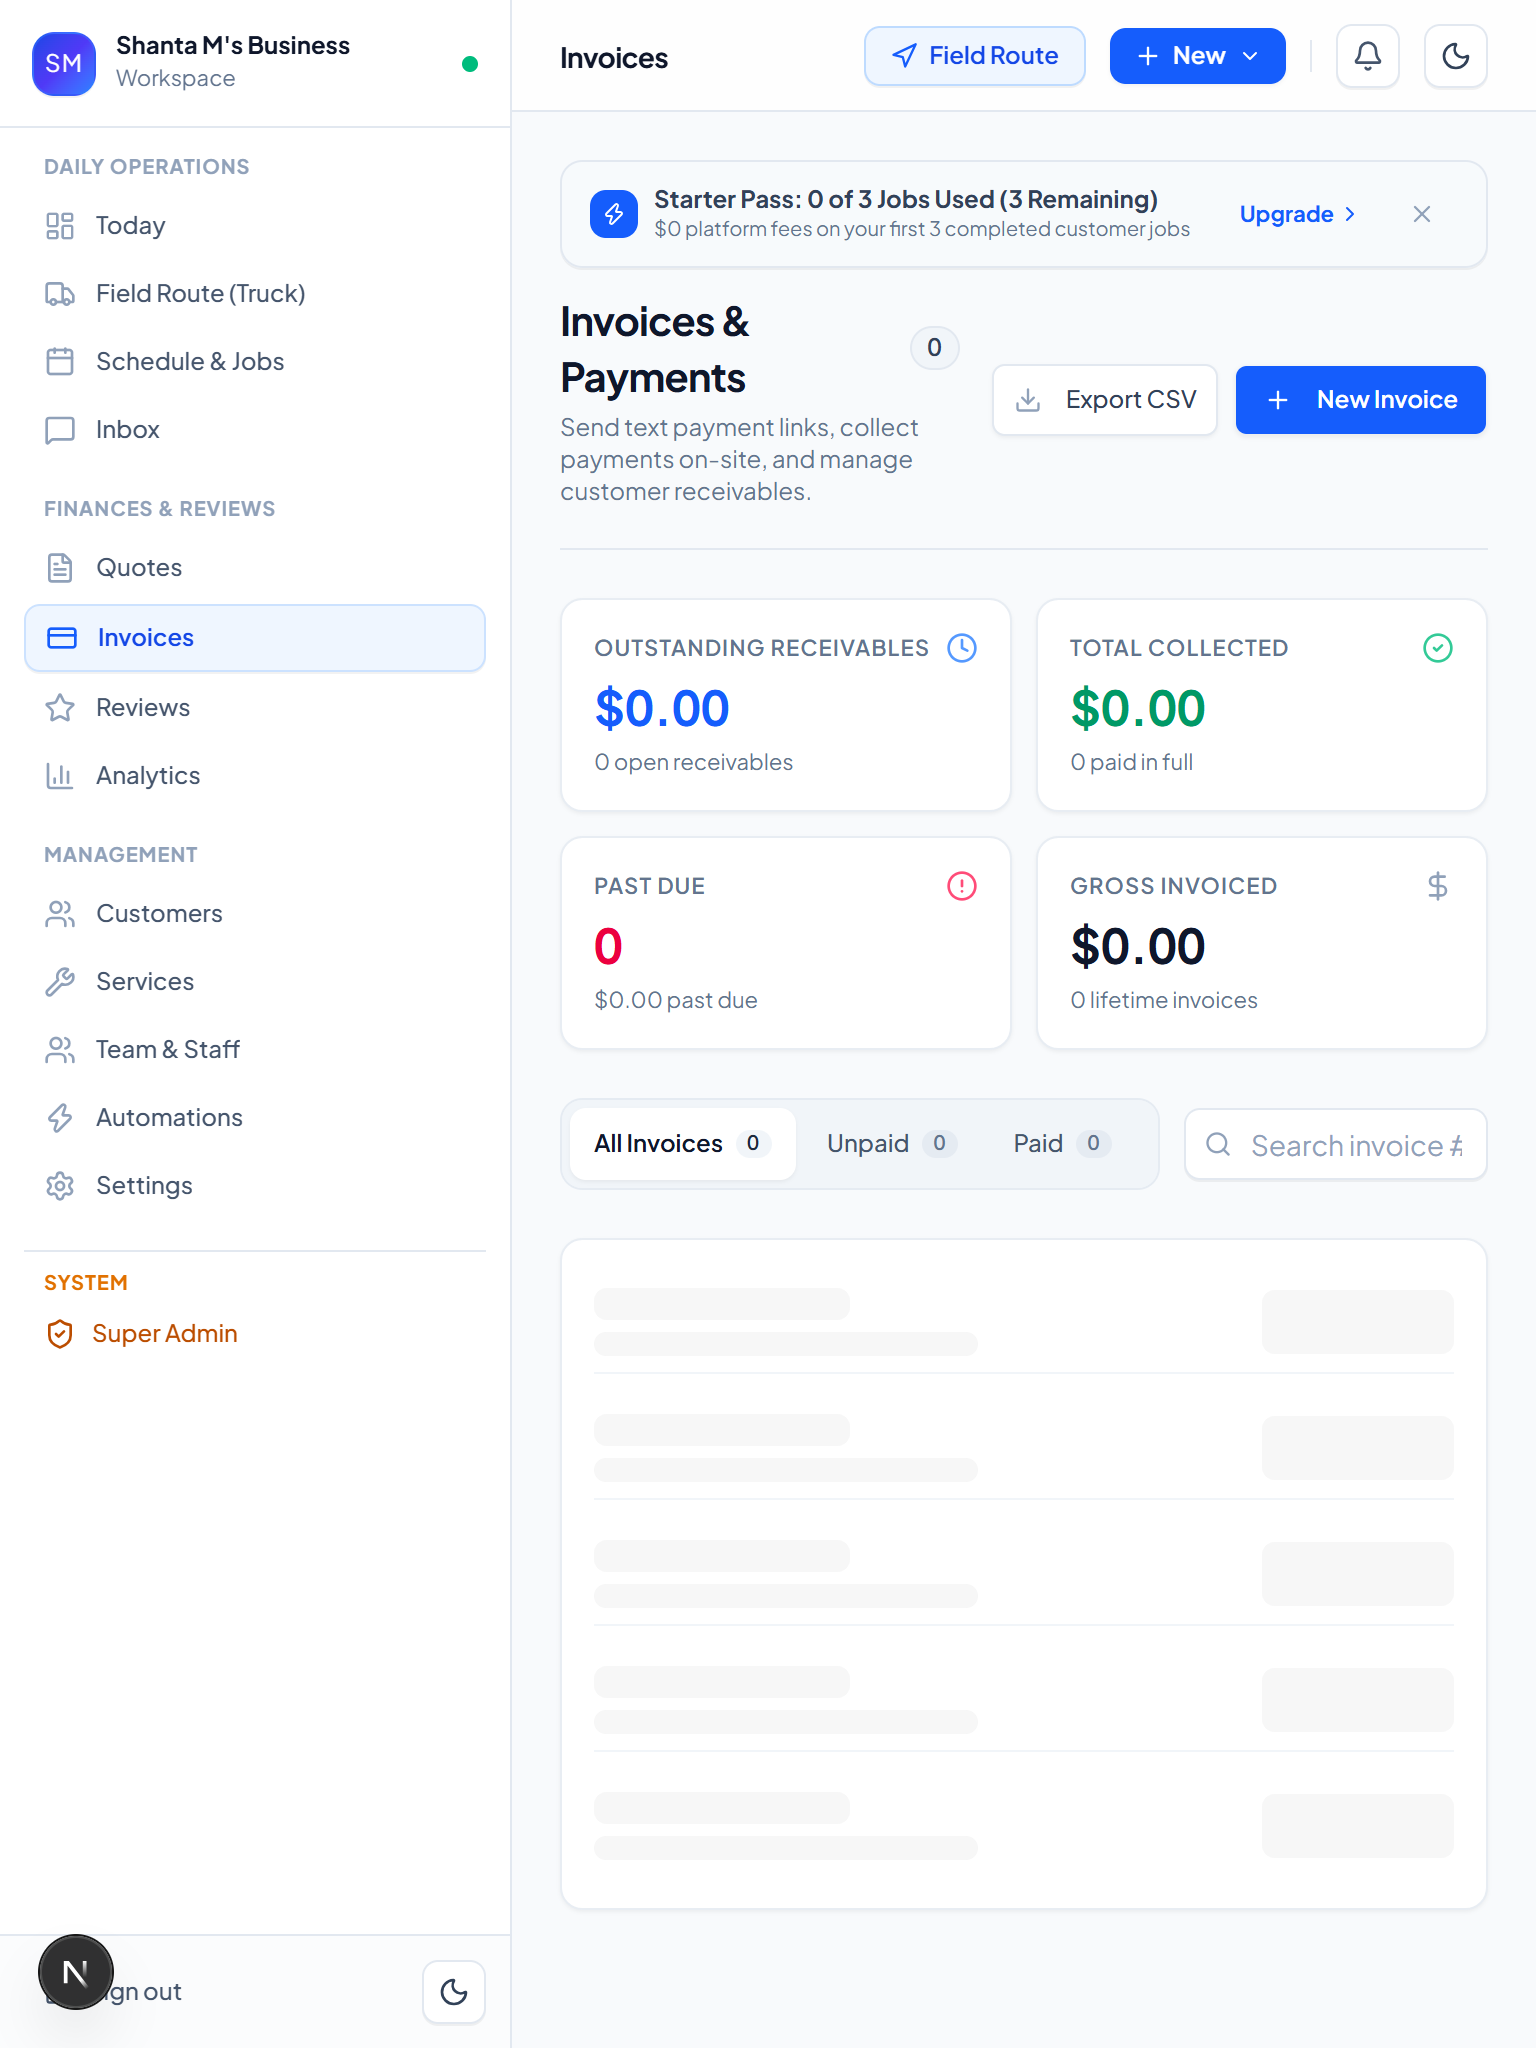 SM
Shanta M's Business
Workspace
DAILY OPERATIONS
Today
Field Route (Truck)
Schedule & Jobs
Inbox
FINANCES & REVIEWS
Quotes
Invoices
Reviews
Analytics
MANAGEMENT
Customers
Services
Team & Staff
Automations
Settings
SYSTEM
Super Admin
N
gn out
Invoices
Field Route
New
Starter Pass: 0 of 3 Jobs Used (3 Remaining)
$0 platform fees on your first 3 completed customer jobs
Upgrade
Invoices &
Payments
0
Send text payment links, collect
payments on-site, and manage
customer receivables.
Export CSV
New Invoice
OUTSTANDING RECEIVABLES
$0.00
0 open receivables
TOTAL COLLECTED
$0.00
0 paid in full
PAST DUE
0
$0.00 past due
GROSS INVOICED
$0.00
0 lifetime invoices
All Invoices 0
Unpaid 0
Paid 0
Search invoice #